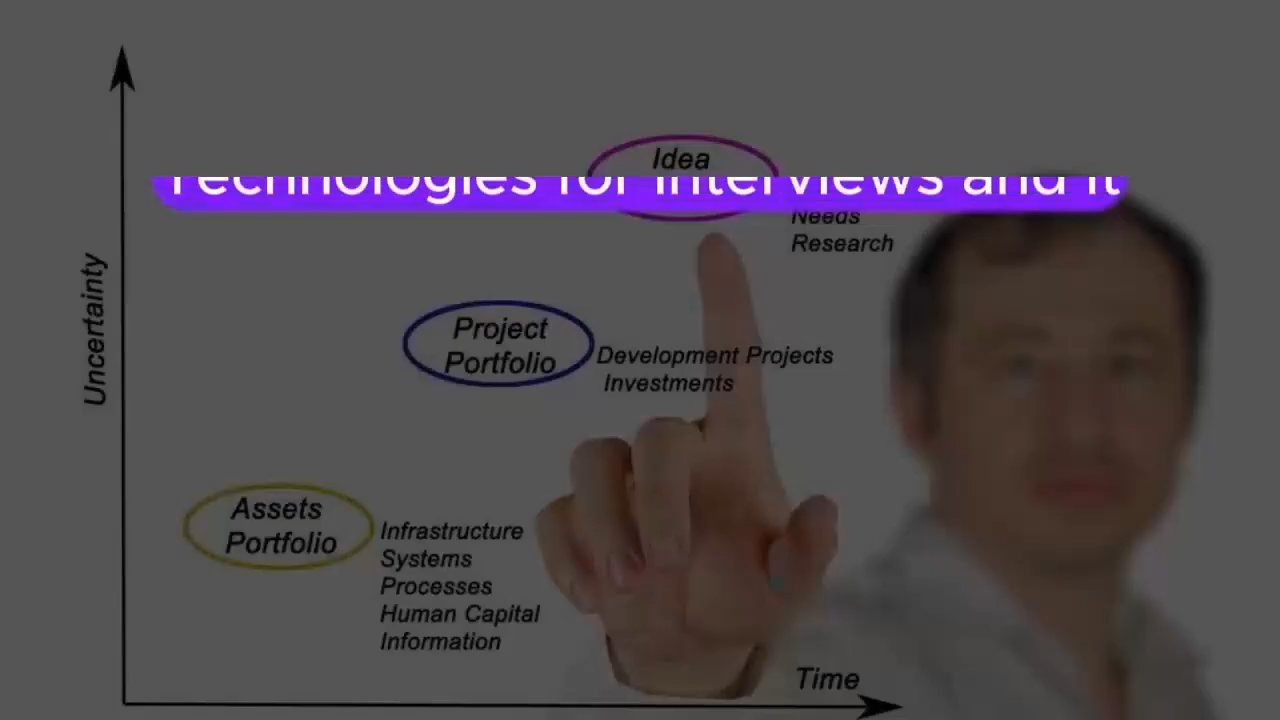 Idea
Technologies for Interviews and it
Needs
Research
Uncertainty
Project
Portfolio
Development Projects
Investments
Assets
Portfolio
Infrastructure
Systems
Processes
Human Capital
Information
Time